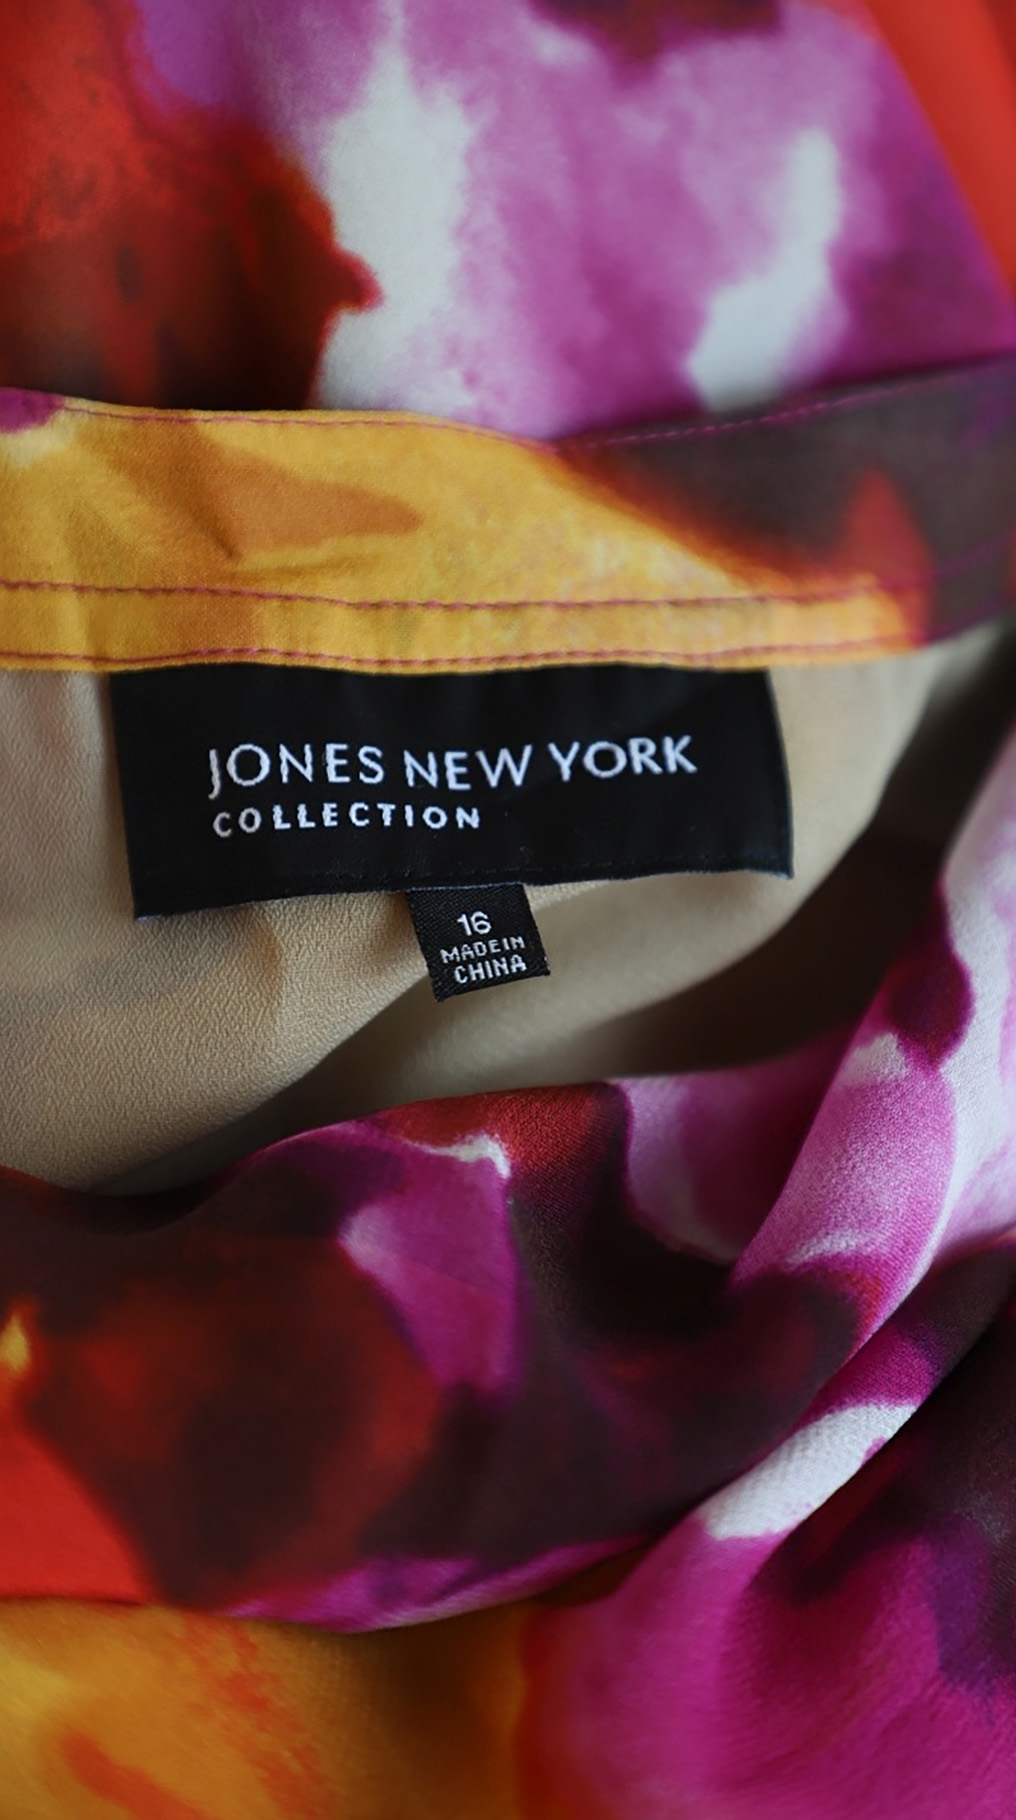 JONES NEW YORK
COLLECTION
16
MADE IN
CHINA